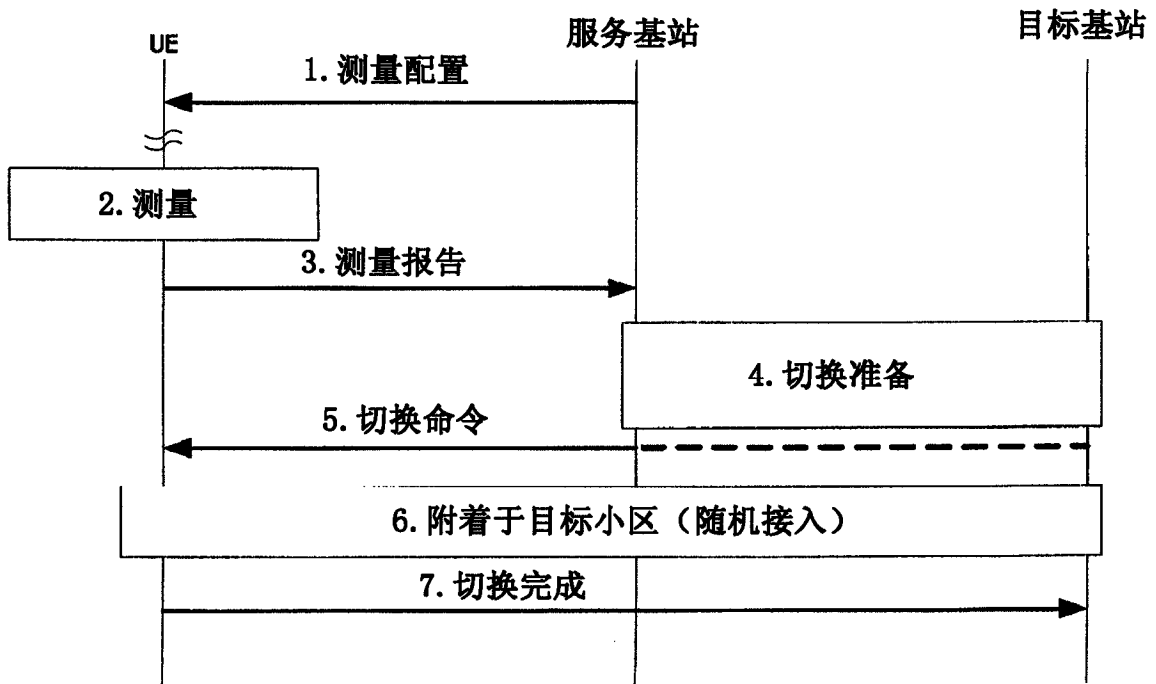 UE
服务基站
目标基站
1.测量配置
2.测量
3.测量报告
4.切换准备
5.切换命令
6.附着于目标小区（随机接入）
7.切换完成